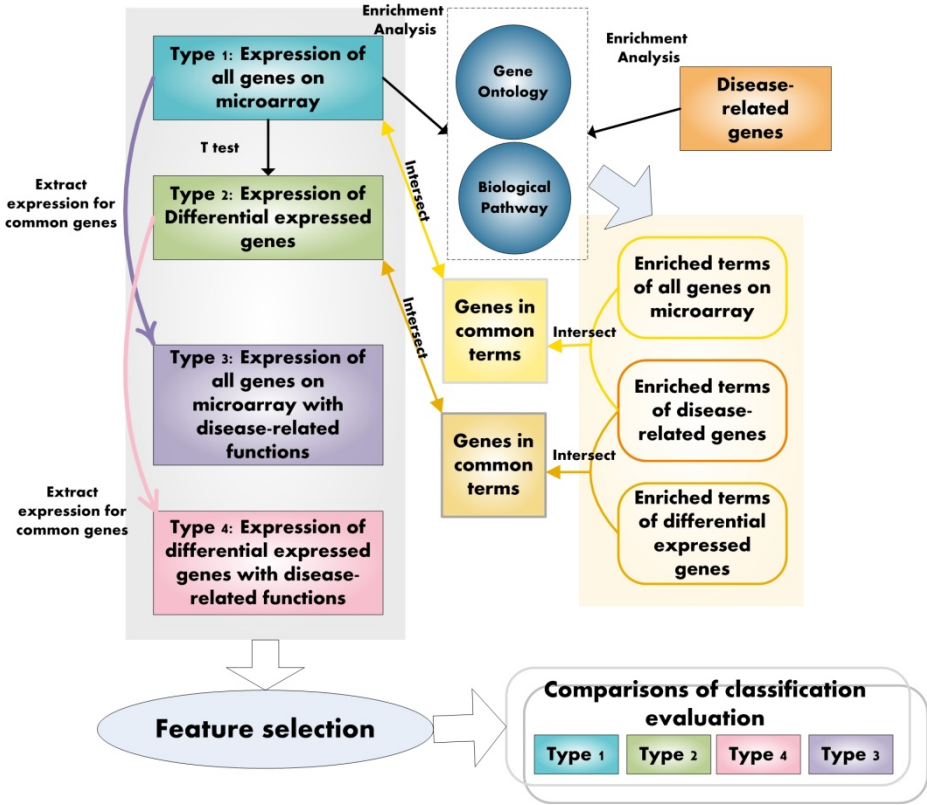 Enrichment
Analysis
Type 1: Expression of
all genes on
microarray
Gene
Ontology
Enrichment
Analysis
Disease-
related
genes
T test
Extract
expression for
common genes
Type 2: Expression of
Differential expressed
genes
Intersect
Biological
Pathway
Enriched terms
of all genes on
microarray
Genes in
common
terms
Intersect
Intersect
Type 3: Expression of
all genes on
microarray with
disease-related
functions
Enriched terms
of disease-
related genes
Genes in
common
terms
Intersect
Extract
expression for
common genes
Enriched terms
of differential
expressed
genes
Type 4: Expression of
differential expressed
genes with disease-
related functions
Feature selection
Comparisons of classification
evaluation
Type 1
Type 2
Type 4
Type 3